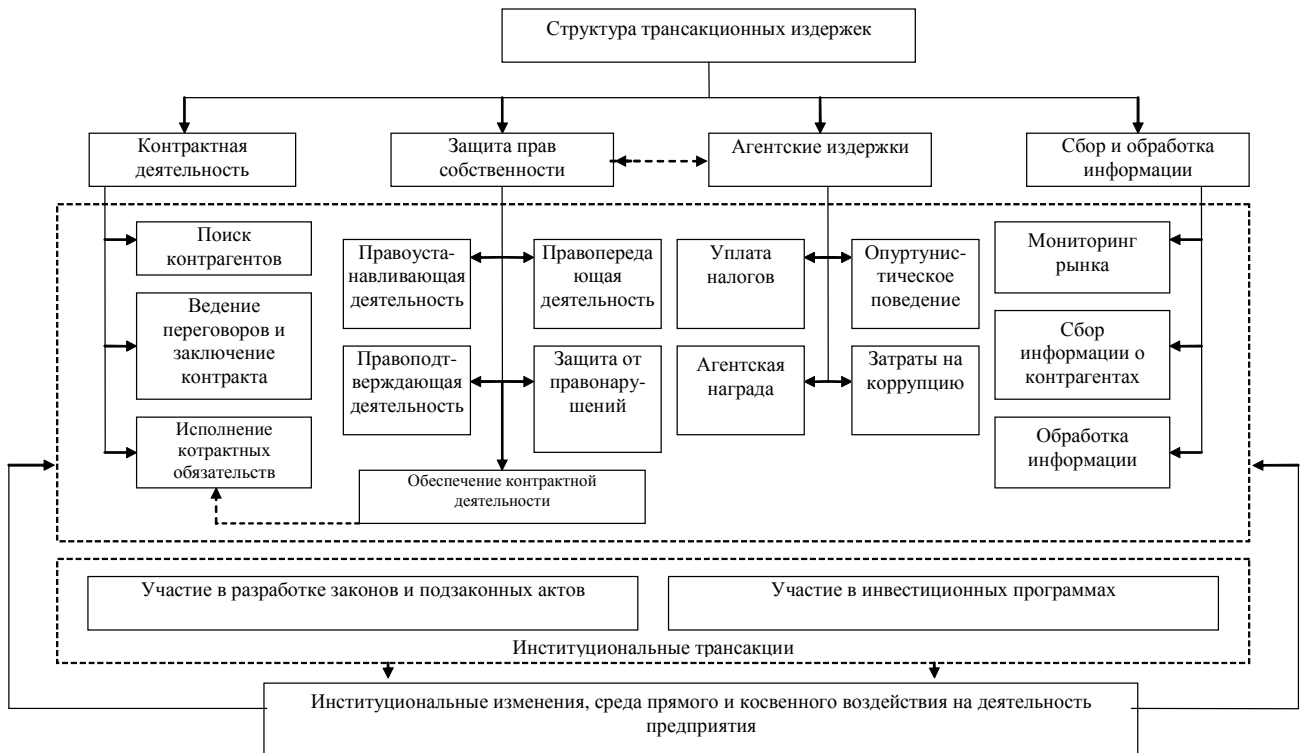 Структура трансакционных издержек
Контрактная
деятельность
Защита прав
собственности
Агентские издержки
Сбор и обработка
информации
Поиск
контрагентов
Ведение
переговоров и
заключение
контракта
Исполнение
котрактных
обязательств
Правоуста-
навливающая
деятельность
Правопереда
ющая
деятельность
Правоподт-
верждающая
деятельность
Защита от
правонару-
шений
Обеспечение контрактной
деятельности
Уплата
налогов
Опуртунис-
тическое
поведение
Агентская
награда
Затраты на
коррупцию
Мониторинг
рынка
Сбор
информации о
контрагентах
Обработка
информации
Участие в разработке законов и подзаконных актов
Участие в инвестиционных программах
Институциональные трансакции
Институциональные изменения, среда прямого и косвенного воздействия на деятельность
предприятия